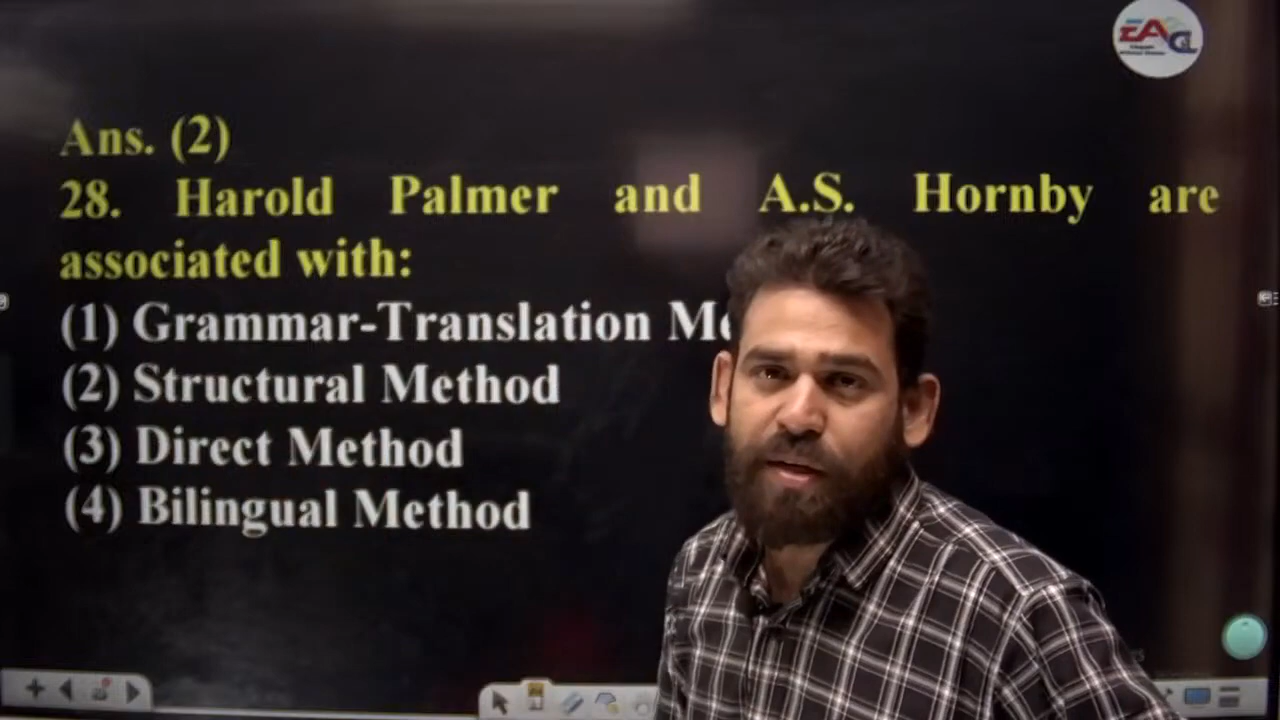 EAGL
Ans. (2)
28. Harold Palmer and A.S. Hornby are
associated with:
(1) Grammar-Translation
(2) Structural Method
(3) Direct Method
(4) Bilingual Method